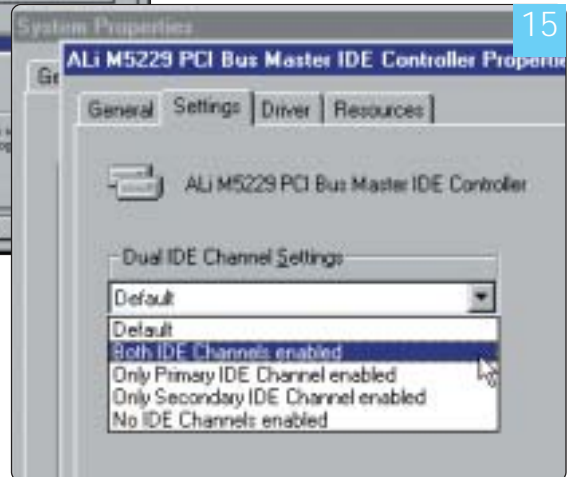 15
System Properties
Ge
ALi M5229 PCI Bus Master IDE Controller Propertie
General Settings Driver Resources
ALi M5229 PCI Bus Master IDE Controller
Dual IDE Channel Settings
Default
Default
Both IDE Channels enabled
Only Primary IDE Channel enabled
Only Secondary IDE Channel enabled
No IDE Channels enabled